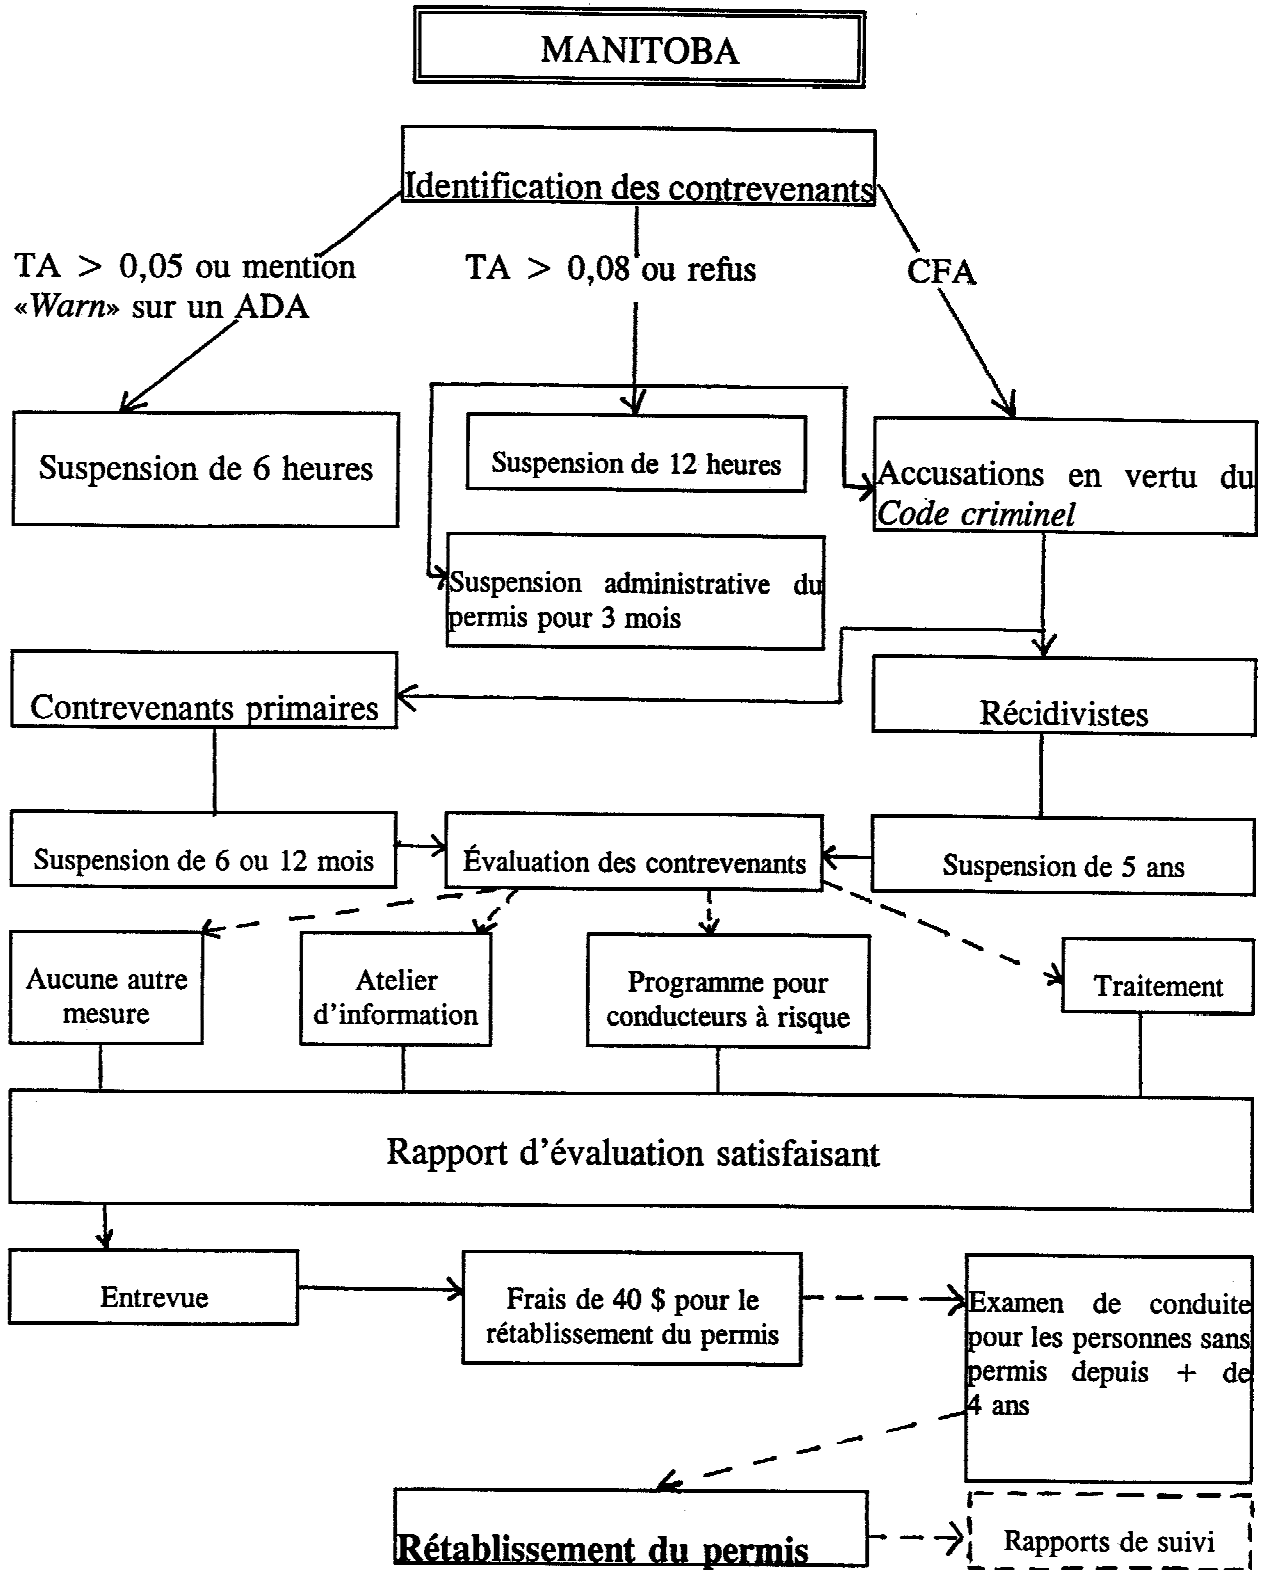 MANITOBA
Identification des contrevenants
TA > 0,05 ou mention
«Warn» sur un ADA
TA > 0,08 ou refus
CFA
Suspension de 6 heures
Suspension de 12 heures
Accusations en vertu du
Code criminel
Suspension administrative du
permis pour 3 mois
Contrevenants primaires
Récidivistes
Suspension de 6 ou 12 mois
Évaluation des contrevenants
Suspension de 5 ans
Aucune autre
mesure
Atelier
d'information
Programme pour
conducteurs à risque
Traitement
Rapport d'évaluation satisfaisant
Entrevue
Frais de 40 $ pour le
rétablissement du permis
Examen de conduite
pour les personnes sans
permis depuis + de
4 ans
Rétablissement du permis
Rapports de suivi